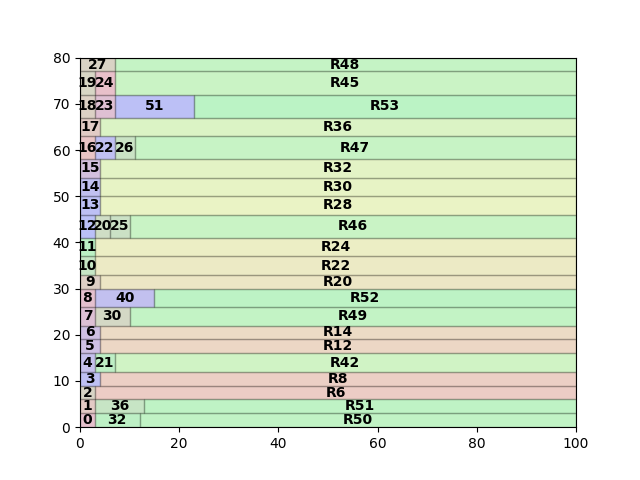 80
27 R48
19 24 R45
70
18 23 51 R53
17 R36
60
16 22 26 R47
15 R32
50
14 R30
13 R28
12 20 25 R46
40
11 R24
10 R22
9 R20
30
8 40 R52
7 30 R49
20
6 R14
5 R12
4 21 R42
10
3 R8
2 R6
1 36 R51
0 32 R50
0
0 20 40 60 80 100